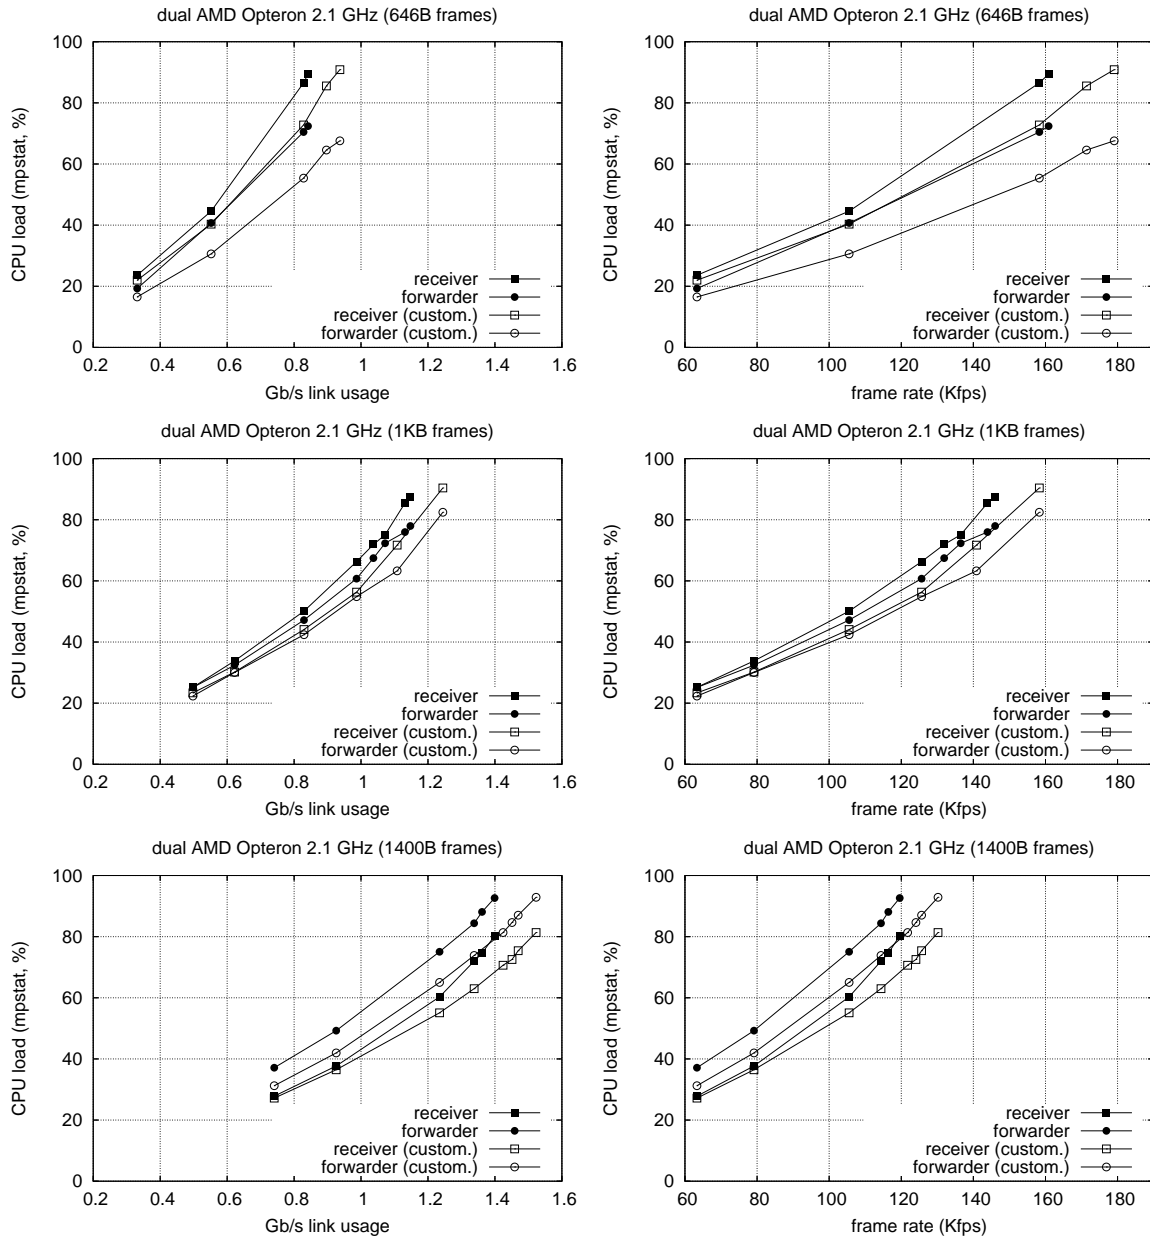 dual AMD Opteron 2.1 GHz (646B frames)
CPU load (mpstat, %)
100
80
60
40
20
0
receiver
forwarder
receiver (custom.)
forwarder (custom.)
0.2 0.4 0.6 0.8 1 1.2 1.4 1.6
Gb/s link usage
dual AMD Opteron 2.1 GHz (646B frames)
CPU load (mpstat, %)
100
80
60
40
20
0
receiver
forwarder
receiver (custom.)
forwarder (custom.)
60 80 100 120 140 160 180
frame rate (Kfps)
dual AMD Opteron 2.1 GHz (1KB frames)
CPU load (mpstat, %)
100
80
60
40
20
0
receiver
forwarder
receiver (custom.)
forwarder (custom.)
0.2 0.4 0.6 0.8 1 1.2 1.4 1.6
Gb/s link usage
dual AMD Opteron 2.1 GHz (1KB frames)
CPU load (mpstat, %)
100
80
60
40
20
0
receiver
forwarder
receiver (custom.)
forwarder (custom.)
60 80 100 120 140 160 180
frame rate (Kfps)
dual AMD Opteron 2.1 GHz (1400B frames)
CPU load (mpstat, %)
100
80
60
40
20
0
receiver
forwarder
receiver (custom.)
forwarder (custom.)
0.2 0.4 0.6 0.8 1 1.2 1.4 1.6
Gb/s link usage
dual AMD Opteron 2.1 GHz (1400B frames)
CPU load (mpstat, %)
100
80
60
40
20
0
receiver
forwarder
receiver (custom.)
forwarder (custom.)
60 80 100 120 140 160 180
frame rate (Kfps)